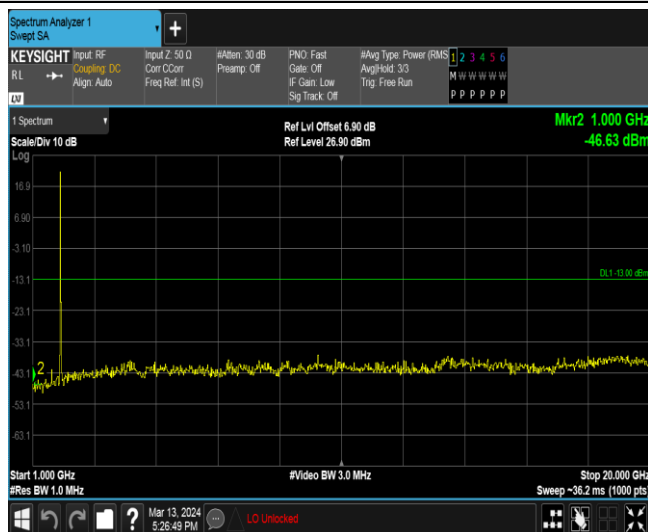 Spectrum Analyzer 1
Swept SA
KEYSIGHT
RL
LXI
Input: RF
Coupling: DC
Align: Auto
Input Z: 50 Ω
Corr CCorr
Freq Ref: Int (S)
#Atten: 30 dB
Preamp: Off
PNO: Fast
Gate: Off
IF Gain: Low
Sig Track: Off
#Avg Type: Power (RMS
Avg|Hold: 3/3
Trig: Free Run
1 2 3 4 5 6
M W W W W W
P P P P P P
1 Spectrum
Scale/Div 10 dB
Log
Ref Lvl Offset 6.90 dB
Ref Level 26.90 dBm
Mkr2 1.000 GHz
-46.63 dBm
16.9
6.90
-3.10
-13.1
DL1 -13.00 dBm
-23.1
-33.1
-43.1
2
-53.1
-63.1
Start 1.000 GHz
#Res BW 1.0 MHz
#Video BW 3.0 MHz
Stop 20.000 GHz
Sweep ~36.2 ms (1000 pts)
?
Mar 13, 2024
5:26:49 PM
LO Unlocked